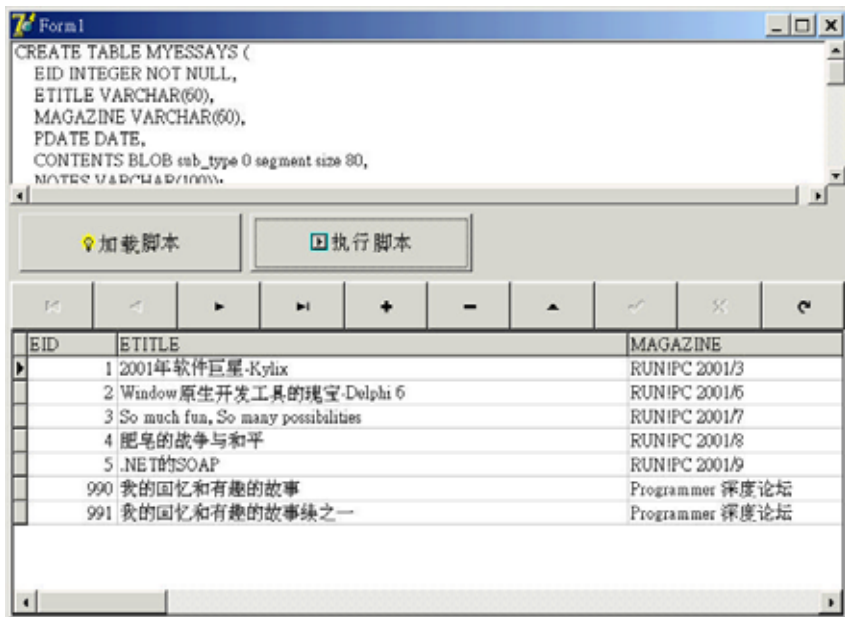 Form1
CREATE TABLE MYESSAYS (
EID INTEGER NOT NULL,
ETITLE VARCHAR(60),
MAGAZINE VARCHAR(60),
PDATE DATE,
CONTENTS BLOB sub_type 0 segment size 80,
NOTES VARCHAR(100));
加载脚本 执行脚本
EID ETITLE MAGAZINE
1 2001年软件巨星-Kylix RUN!PC 2001/3
2 Window原生开发工具的瑰宝-Delphi 6 RUN!PC 2001/6
3 So much fun, So many possibilities RUN!PC 2001/7
4 肥皂的战争与和平 RUN!PC 2001/8
5 .NET的SOAP RUN!PC 2001/9
990 我的回忆和有趣的故事 Programmer 深度论坛
991 我的回忆和有趣的故事续之一 Programmer 深度论坛